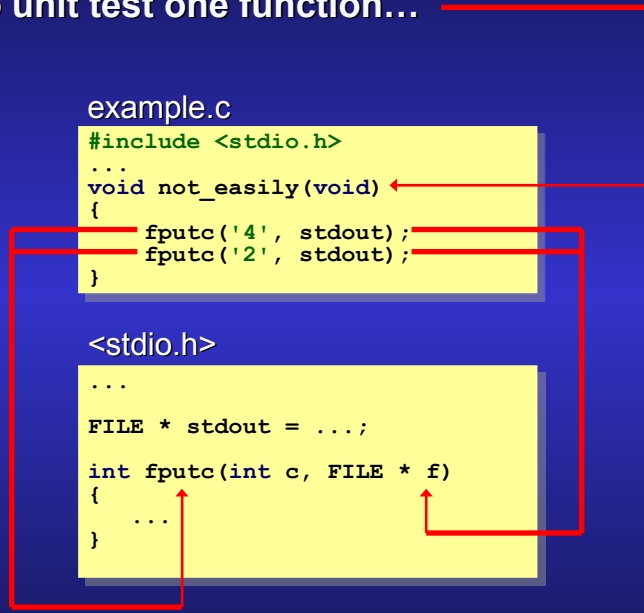 unit test one function…
example.c
#include <stdio.h>
...
void not_easily(void)
{
fputc('4', stdout);
fputc('2', stdout);
}
<stdio.h>
...
FILE * stdout = ...;
int fputc(int c, FILE * f)
{
...
}